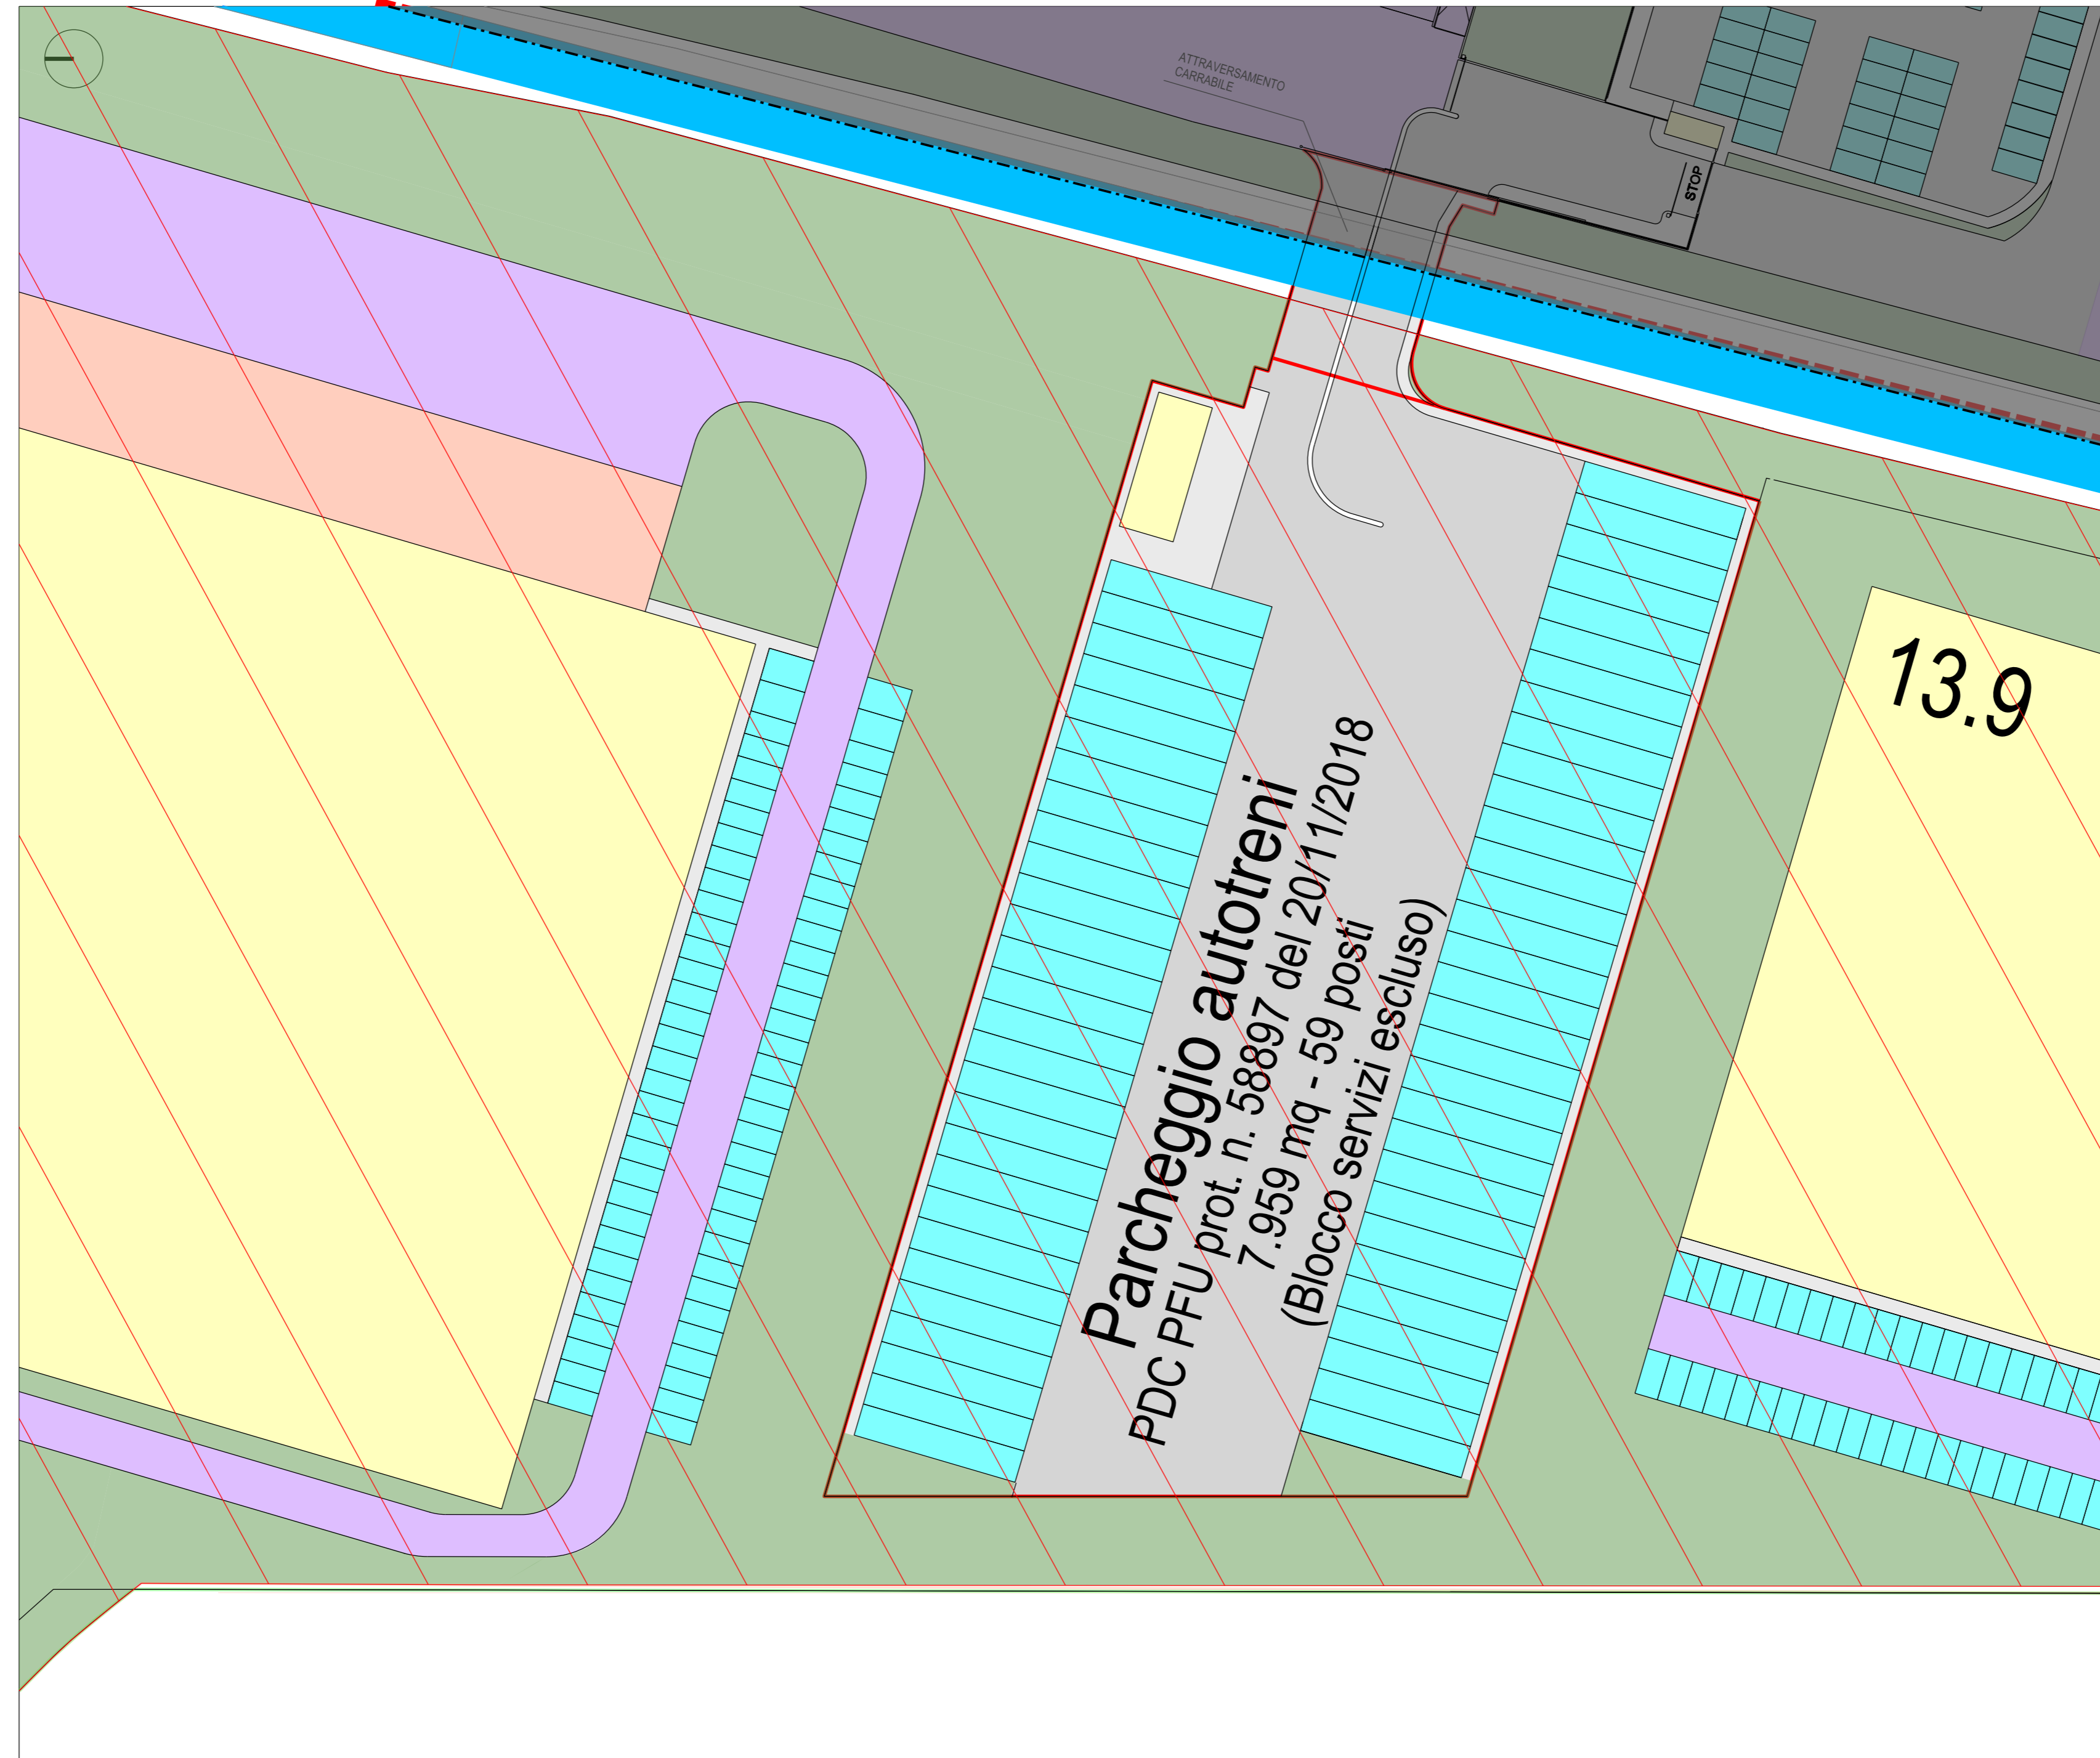 ATTRAVERSAMENTO
CARRABILE
STOP
13.9
Parcheggio autotreni
PDC PFU prot. n. 58897 del 20/11/2018
7.959 mq - 59 posti
(Blocco servizi escluso)